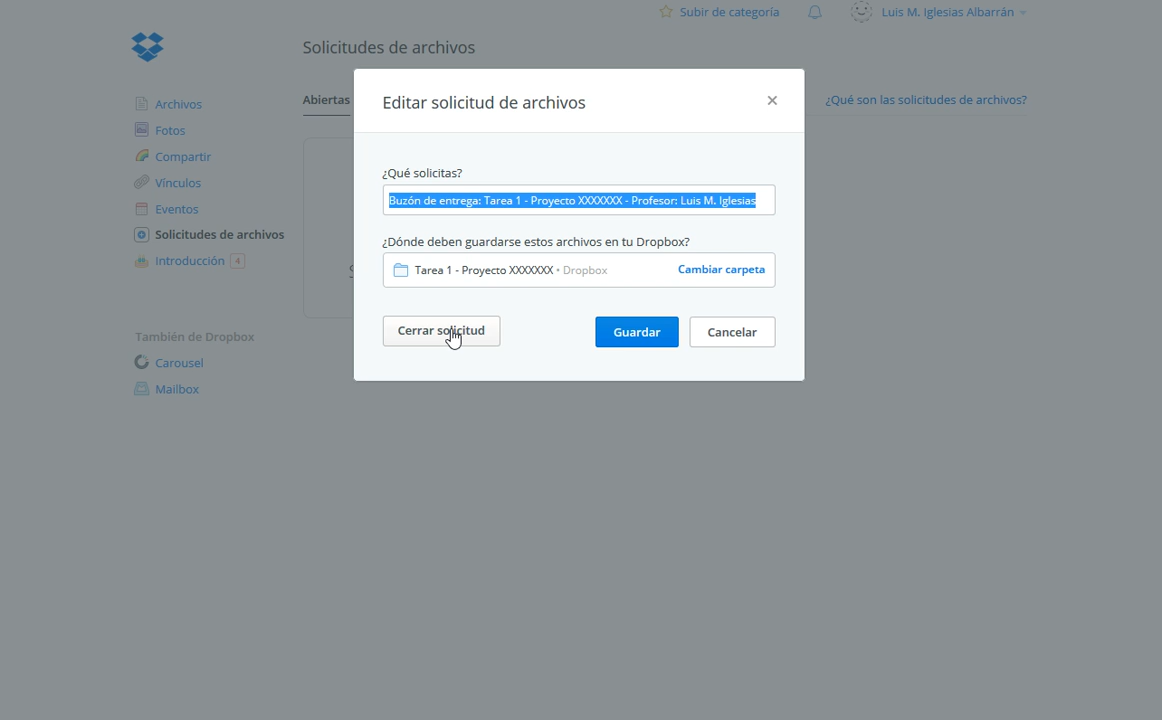 Subir de categoría
Luis M. Iglesias Albarrán
Solicitudes de archivos
Archivos
Fotos
Compartir
Vínculos
Eventos
Solicitudes de archivos
Introducción 4
También de Dropbox
Carousel
Mailbox
Abiertas
¿Qué son las solicitudes de archivos?
Editar solicitud de archivos
¿Qué solicitas?
Buzón de entrega: Tarea 1 - Proyecto XXXXXXX - Profesor: Luis M. Iglesias
¿Dónde deben guardarse estos archivos en tu Dropbox?
Tarea 1 - Proyecto XXXXXXX • Dropbox
Cambiar carpeta
Cerrar solicitud
Guardar
Cancelar